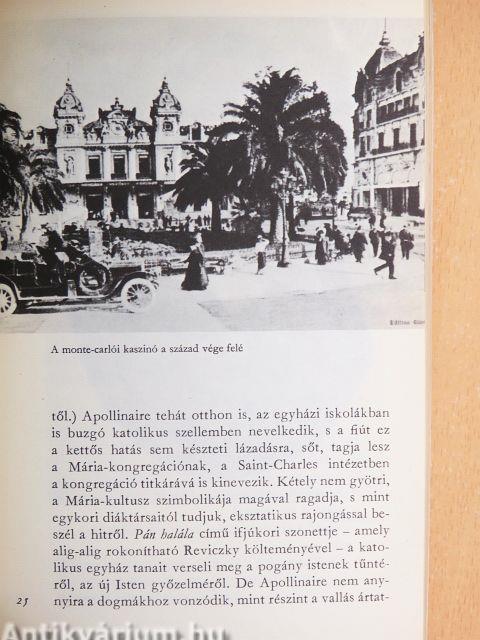 A monte-carlói kaszinó a század vége felé
től.) Apollinaire tehát otthon is, az egyházi iskolákban
is buzgó katolikus szellemben nevelkedik, s a fiút ez
a kettős hatás sem készteti lázadásra, sőt, tagja lesz
a Mária-kongregációnak, a Saint-Charles intézetben
a kongregáció titkárává is kinevezik. Kétely nem gyötri,
a Mária-kultusz szimbolikája magával ragadja, s mint
egykori diáktársaitól tudjuk, eksztatikus rajongással be-
szél a hitről. Pán halála című ifjúkori szonettje – amely
alig-alig rokonítható Reviczky költeményével – a kato-
likus egyház tanait verseli meg a pogány istenek tűnté-
ről, az új Isten győzelméről. De Apollinaire nem any-
25 nyira a dogmákhoz vonzódik, mint részint a vallás ártat-
Antikvárium.hu